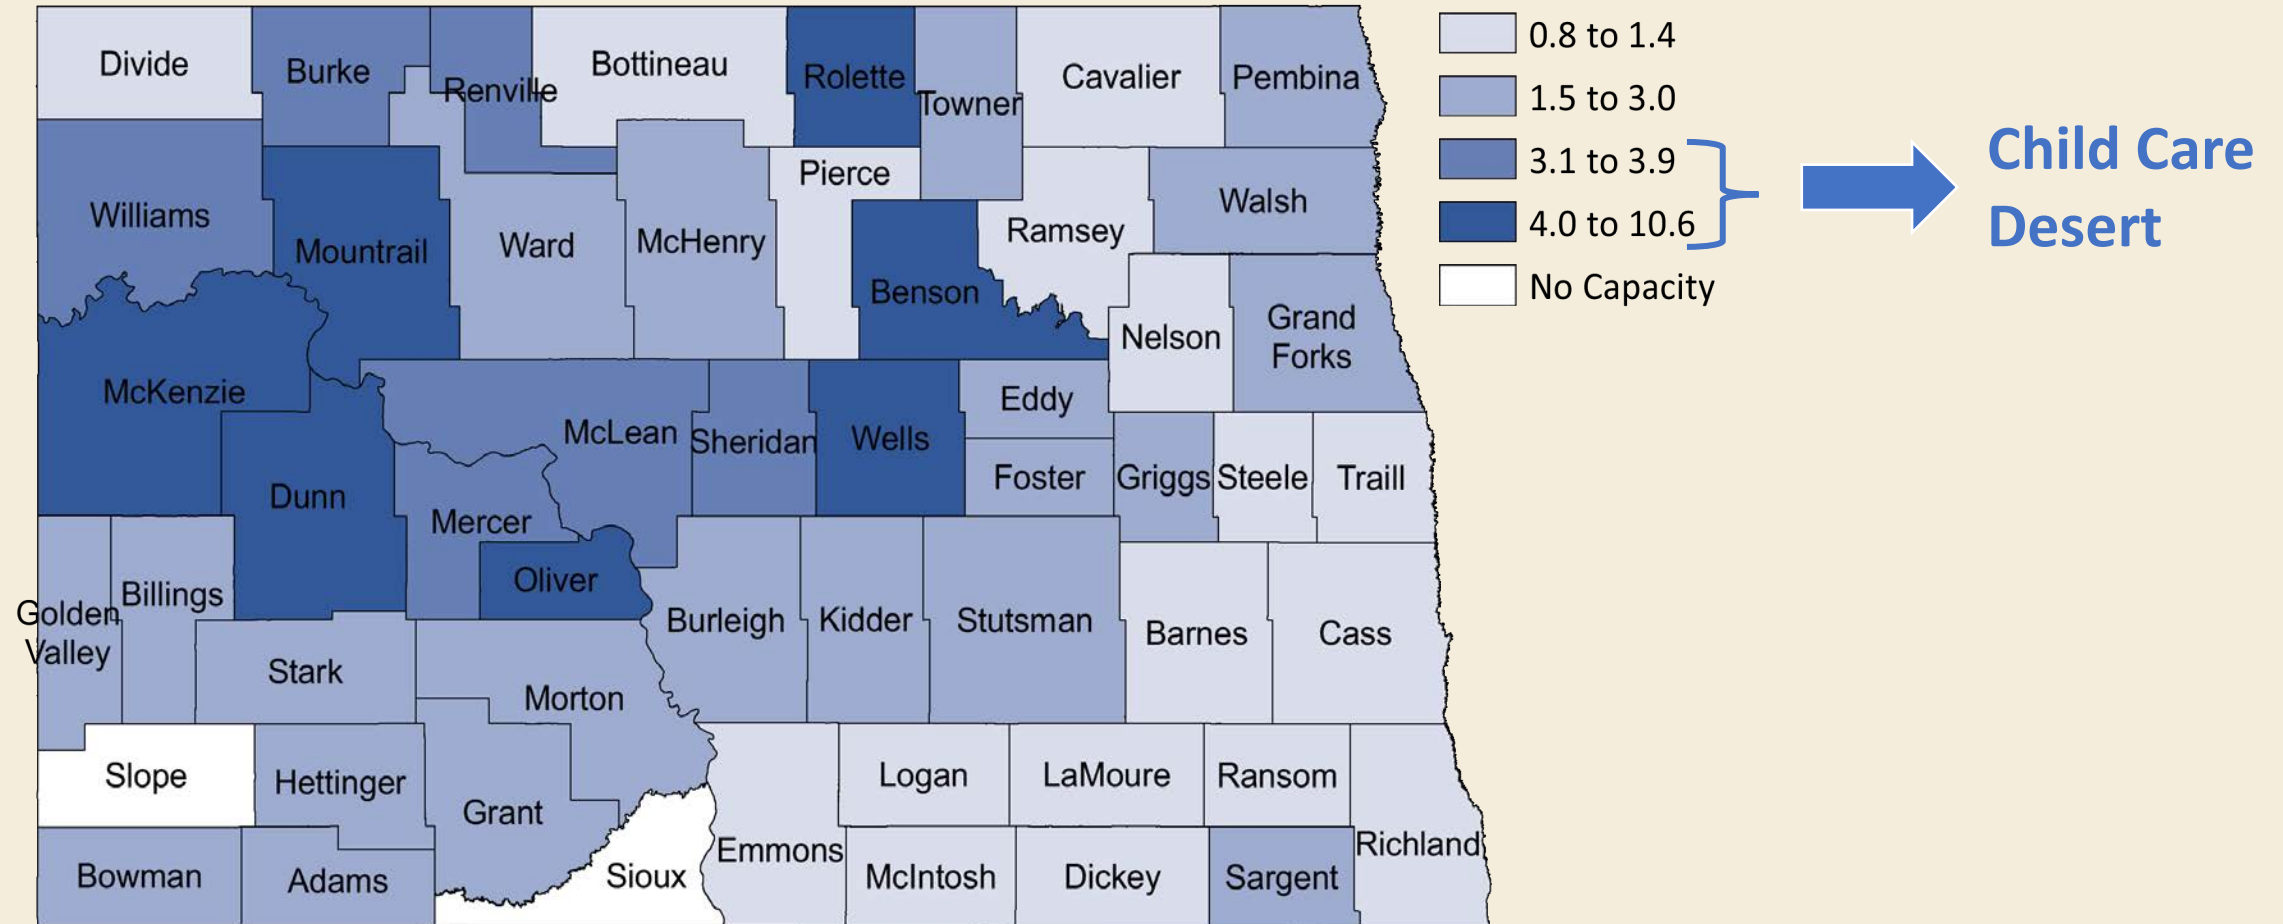 Divide
Burke
Renville
Bottineau
Rolette
Towner
Cavalier
Pembina
Williams
Mountrail
Ward
McHenry
Pierce
Benson
Ramsey
Walsh
Nelson
Grand
Forks
McKenzie
Dunn
McLean
Sheridan
Wells
Eddy
Foster
Griggs
Steele
Traill
Mercer
Oliver
Golden
Valley
Billings
Stark
Morton
Burleigh
Kidder
Stutsman
Barnes
Cass
Slope
Hettinger
Grant
Sioux
Emmons
Logan
LaMoure
Ransom
Richland
Bowman
Adams
McIntosh
Dickey
Sargent
0.8 to 1.4
1.5 to 3.0
3.1 to 3.9
4.0 to 10.6
No Capacity
Child Care
Desert